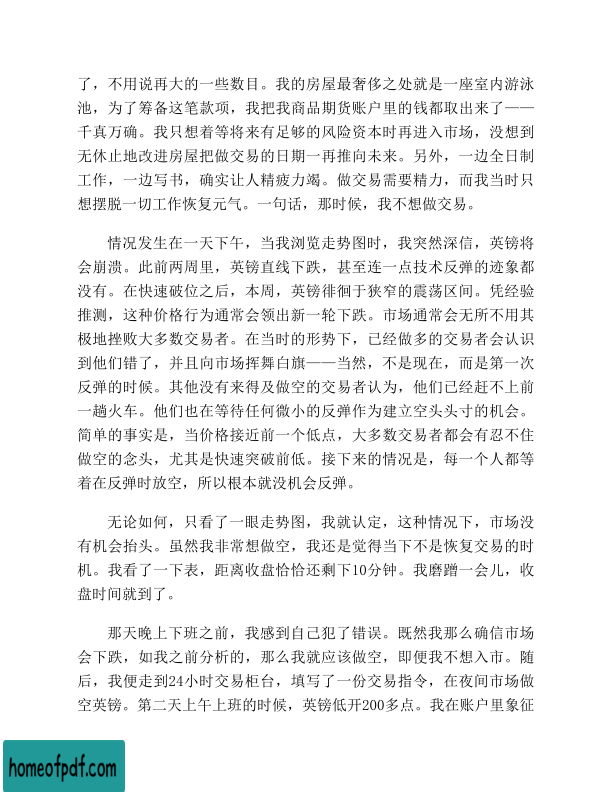 了，不用说再大的一些数目。我的房屋最奢侈之处就是一座室内游泳
池，为了筹备这笔款项，我把我商品期货账户里的钱都取出来了——
千真万确。我只想着等将来有足够的风险资本时再进入市场，没想到
无休止地改进房屋把做交易的日期一再推向未来。另外，一边全日制
工作，一边写书，确实让人精疲力竭。做交易需要精力，而我当时只
想摆脱一切工作恢复元气。一句话，那时候，我不想做交易。
情况发生在一天下午，当我浏览走势图时，我突然深信，英镑将
会崩溃。此前两周里，英镑直线下跌，甚至连一点技术反弹的迹象都
没有。在快速破位之后，本周，英镑徘徊于狭窄的震荡区间。凭经验
推测，这种价格行为通常会领出新一轮下跌。市场通常会无所不用其
极地挫败大多数交易者。在当时的形势下，已经做多的交易者会认识
到他们错了，并且向市场挥舞白旗——当然，不是现在，而是第一次
反弹的时候。其他没有来得及做空的交易者认为，他们已经赶不上前
一趟火车。他们也在等待任何微小的反弹作为建立空头头寸的机会。
简单的事实是，当价格接近前一个低点，大多数交易者都会有忍不住
做空的念头，尤其是快速突破前低。接下来的情况是，每一个人都等
着在反弹时放空，所以根本就没机会反弹。
无论如何，只看了一眼走势图，我就认定，这种情况下，市场没
有机会抬头。虽然我非常想做空，我还是觉得当下不是恢复交易的时
机。我看了一下表，距离收盘恰恰还剩下10分钟。我磨蹭一会儿，收
盘时间就到了。
那天晚上下班之前，我感到自己犯了错误。既然我那么确信市场
会下跌，如我之前分析的，那么我就应该做空，即便我不想入市。随
后，我便走到24小时交易柜台，填写了一份交易指令，在夜间市场做
空英镑。第二天上午上班的时候，英镑低开200多点。我在账户里象征
homeofpdf.com